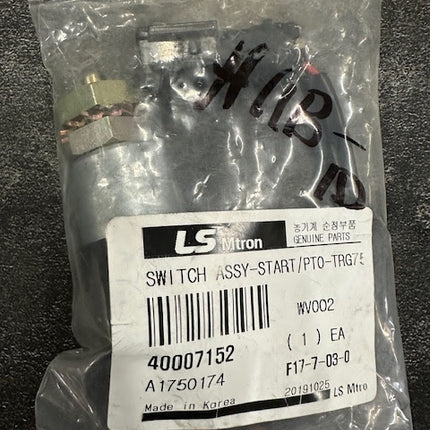 LS Mtron
농기계 순정부품
GENUINE PARTS
SWITCH ASSY-START/PTO-TRG75
WV002
40007152
( 1 ) EA
A1750174
F17-7-03-0
Made in Korea
20191025
LS Mtro